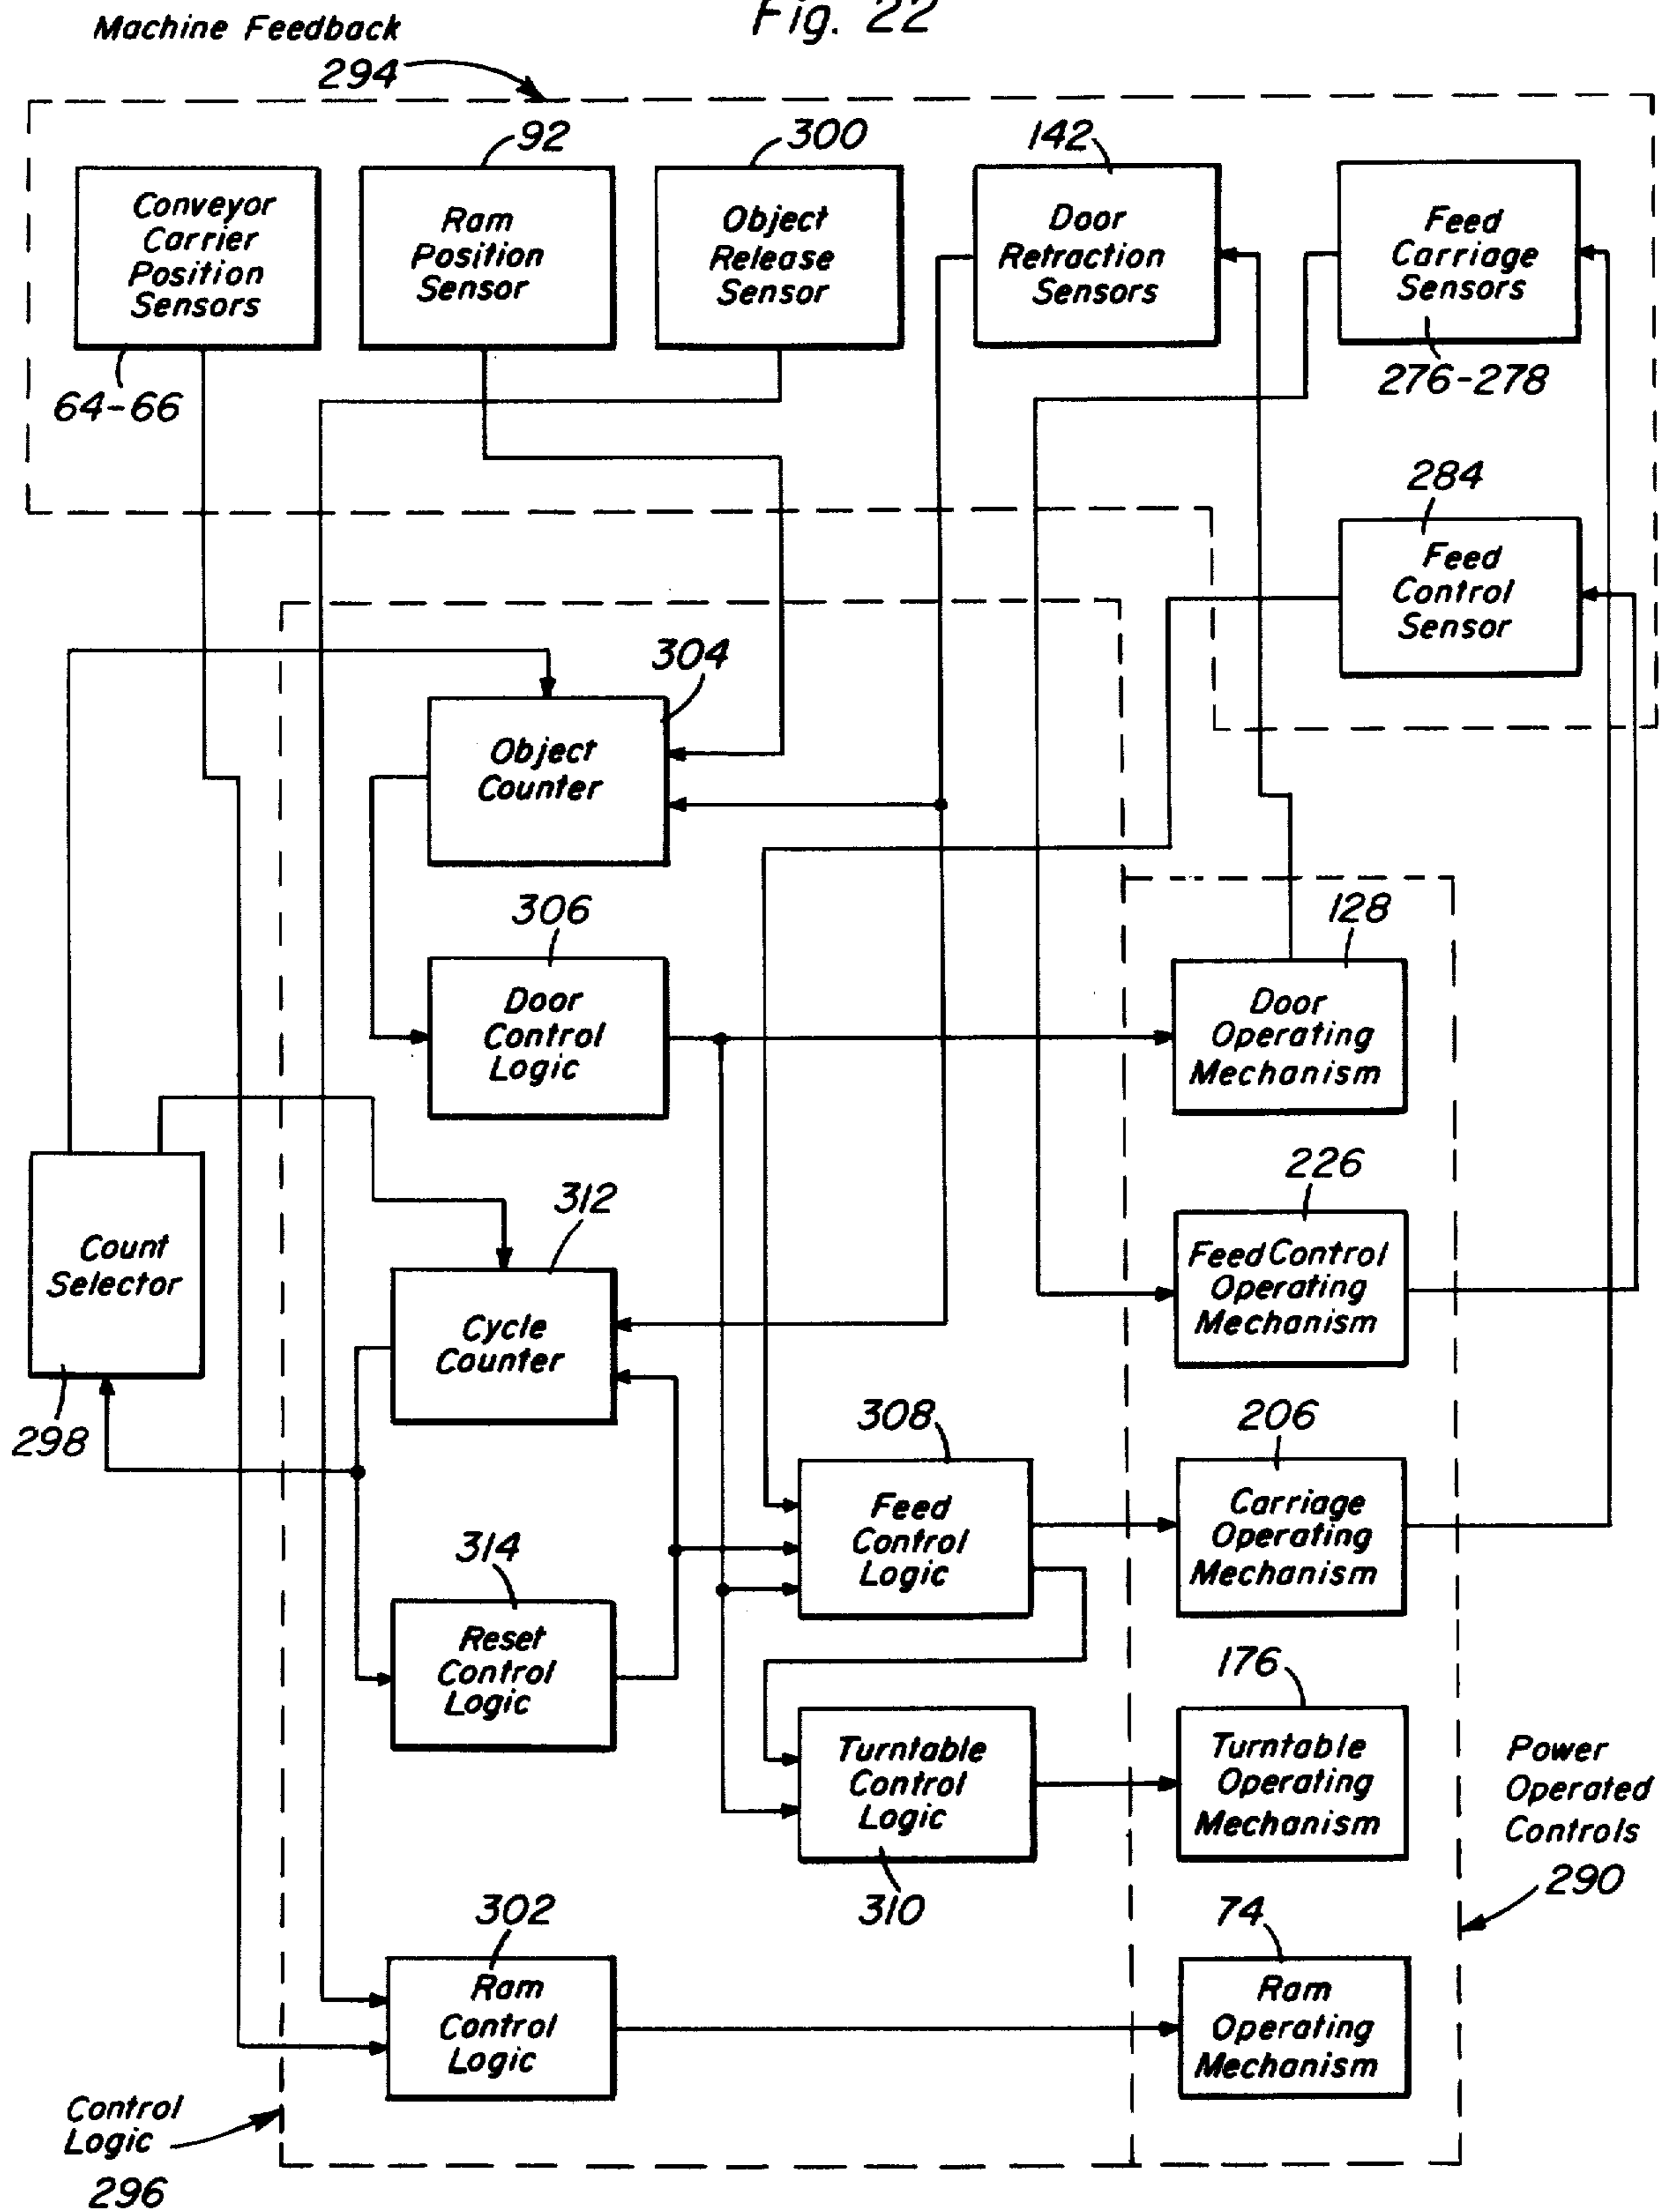 Fig. 22
Machine Feedback
294
92
300
142
Conveyor
Carrier
Position
Sensors
Ram
Position
Sensor
Object
Release
Sensor
Door
Retraction
Sensors
Feed
Carriage
Sensors
64-66
276-278
284
Feed
Control
Sensor
304
Object
Counter
306
128
Door
Control
Logic
Door
Operating
Mechanism
226
312
Count
Selector
Feed Control
Operating
Mechanism
Cycle
Counter
298
308
206
Feed
Control
Logic
Carriage
Operating
Mechanism
314
Reset
Control
Logic
176
Turntable
Control
Logic
Turntable
Operating
Mechanism
Power
Operated
Controls
290
310
302
74
Ram
Control
Logic
Ram
Operating
Mechanism
Control
Logic
296